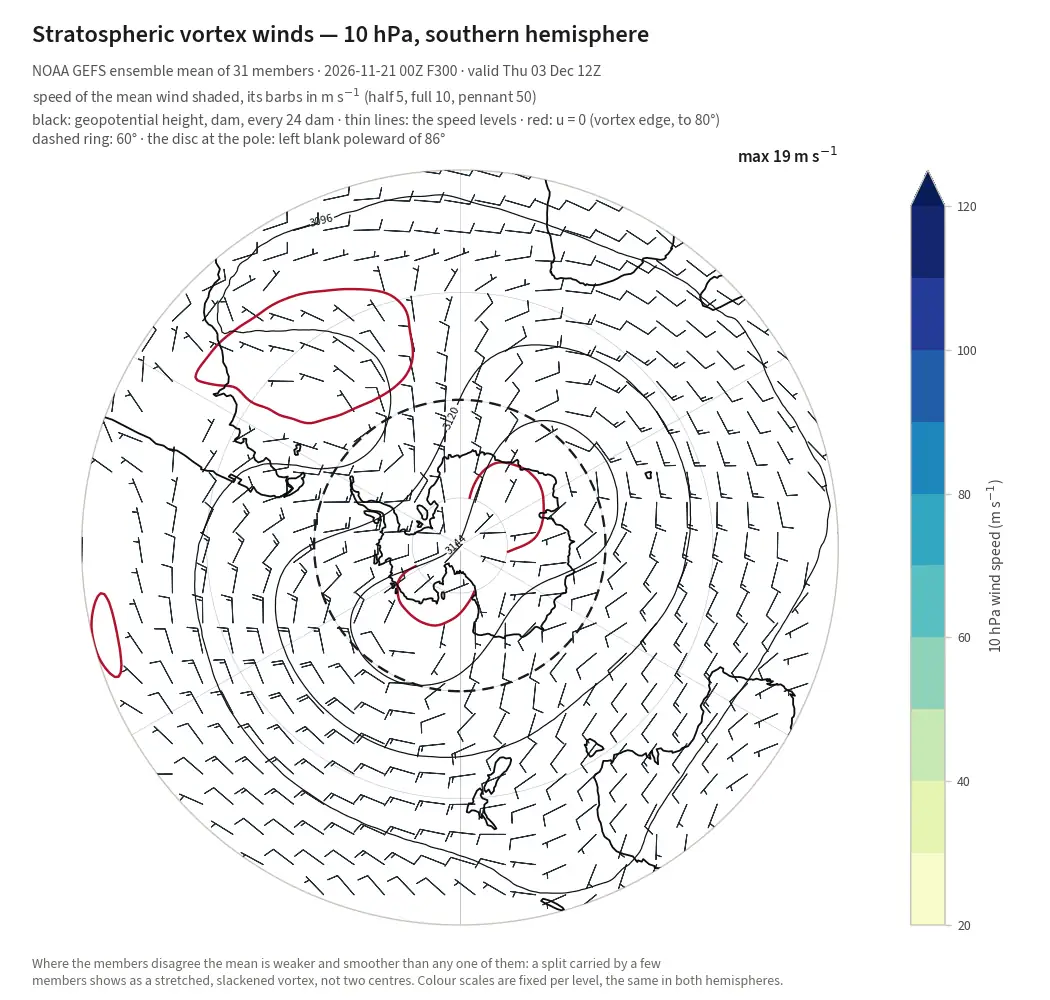 Stratospheric vortex winds — 10 hPa, southern hemisphere
NOAA GEFS ensemble mean of 31 members · 2026-11-21 00Z F300 · valid Thu 03 Dec 12Z
speed of the mean wind shaded, its barbs in m s⁻¹ (half 5, full 10, pennant 50)
black: geopotential height, dam, every 24 dam · thin lines: the speed levels · red: u = 0 (vortex edge, to 80°)
dashed ring: 60° · the disc at the pole: left blank poleward of 86°
max 19 m s⁻¹
3096
3120
3144
120
100
80
60
40
20
10 hPa wind speed (m s⁻¹)
Where the members disagree the mean is weaker and smoother than any one of them: a split carried by a few
members shows as a stretched, slackened vortex, not two centres. Colour scales are fixed per level, the same in both hemispheres.